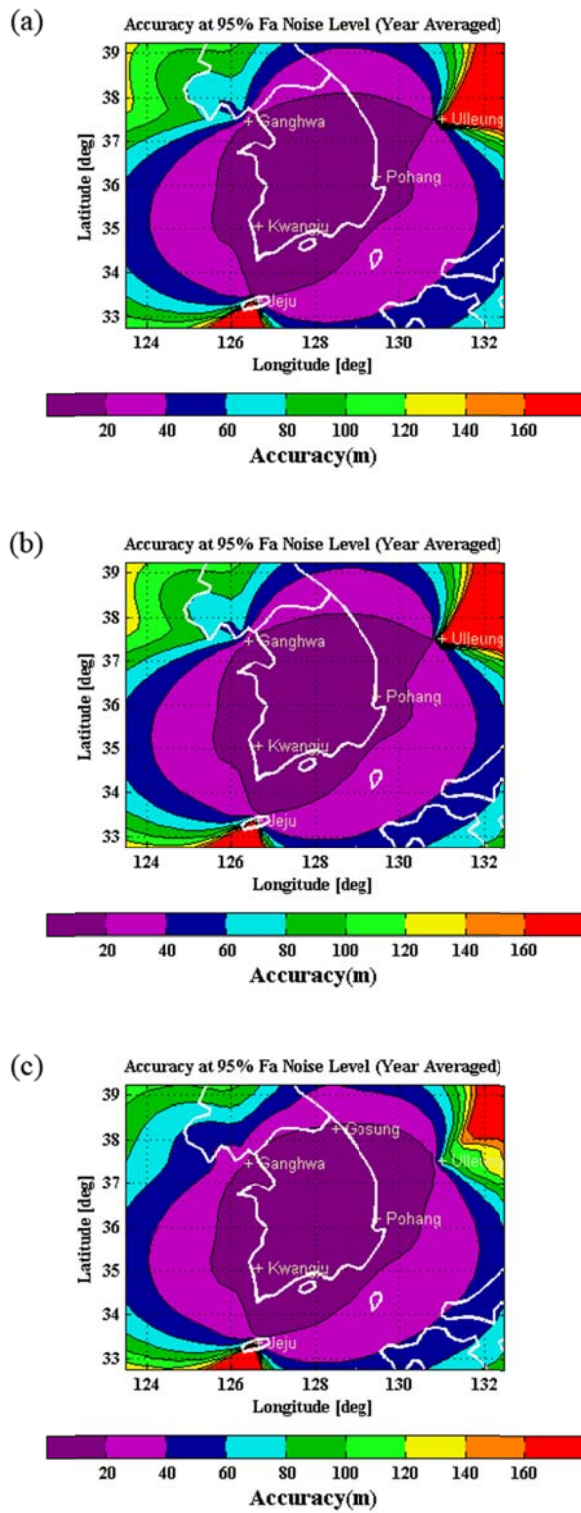 (a)
Accuracy at 95% Fa Noise Level (Year Averaged)
39
38
37
36
35
34
33
Latitude [deg]
Ganghwa
Ulleung
Pohang
Kwangju
Jeju
124
126
128
130
132
Longitude [deg]
20
40
60
80
100
120
140
160
Accuracy(m)
(b)
Accuracy at 95% Fa Noise Level (Year Averaged)
39
38
37
36
35
34
33
Latitude [deg]
Ganghwa
Ulleung
Pohang
Kwangju
Jeju
124
126
128
130
132
Longitude [deg]
20
40
60
80
100
120
140
160
Accuracy(m)
(c)
Accuracy at 95% Fa Noise Level (Year Averaged)
39
38
37
36
35
34
33
Latitude [deg]
Gosung
Ganghwa
Ulleu
Pohang
Kwangju
Jeju
124
126
128
130
132
Longitude [deg]
20
40
60
80
100
120
140
160
Accuracy(m)